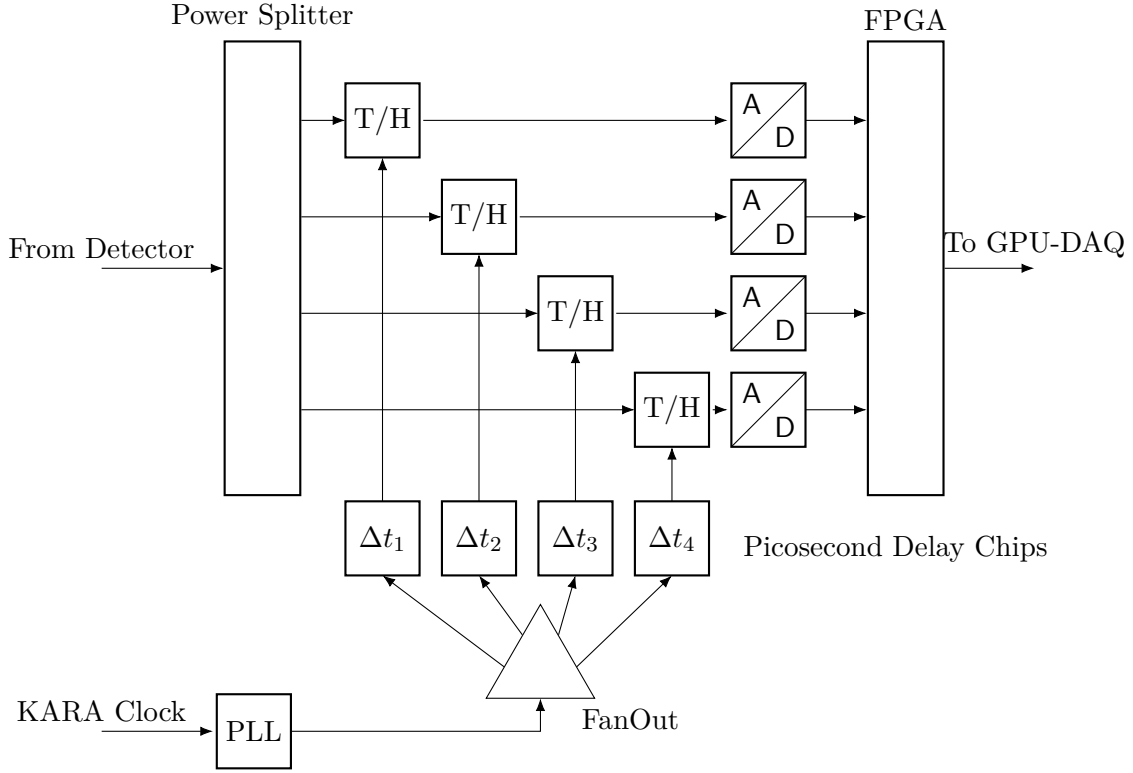 Power Splitter
FPGA
T/H
A
D
T/H
A
D
From Detector
To GPU-DAQ
T/H
A
D
T/H
A
D
Δt₁
Δt₂
Δt₃
Δt₄
Picosecond Delay Chips
KARA Clock
PLL
FanOut